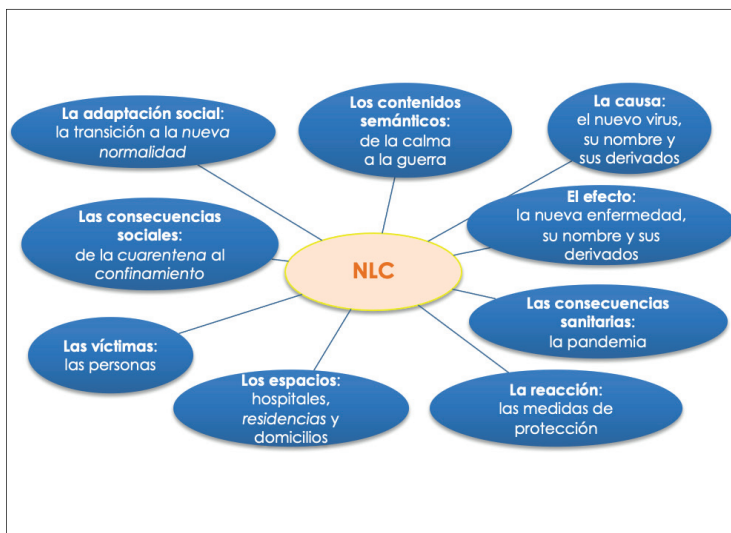 La adaptación social:
la transición a la nueva
normalidad
Los contenidos
semánticos:
de la calma
a la guerra
La causa:
el nuevo virus,
su nombre y
sus derivados
El efecto:
la nueva enfermedad,
su nombre y sus
derivados
Las consecuencias
sociales:
de la cuarentena al
confinamiento
NLC
Las consecuencias
sanitarias:
la pandemia
Las víctimas:
las personas
Los espacios:
hospitales,
residencias y
domicilios
La reacción:
las medidas de
protección